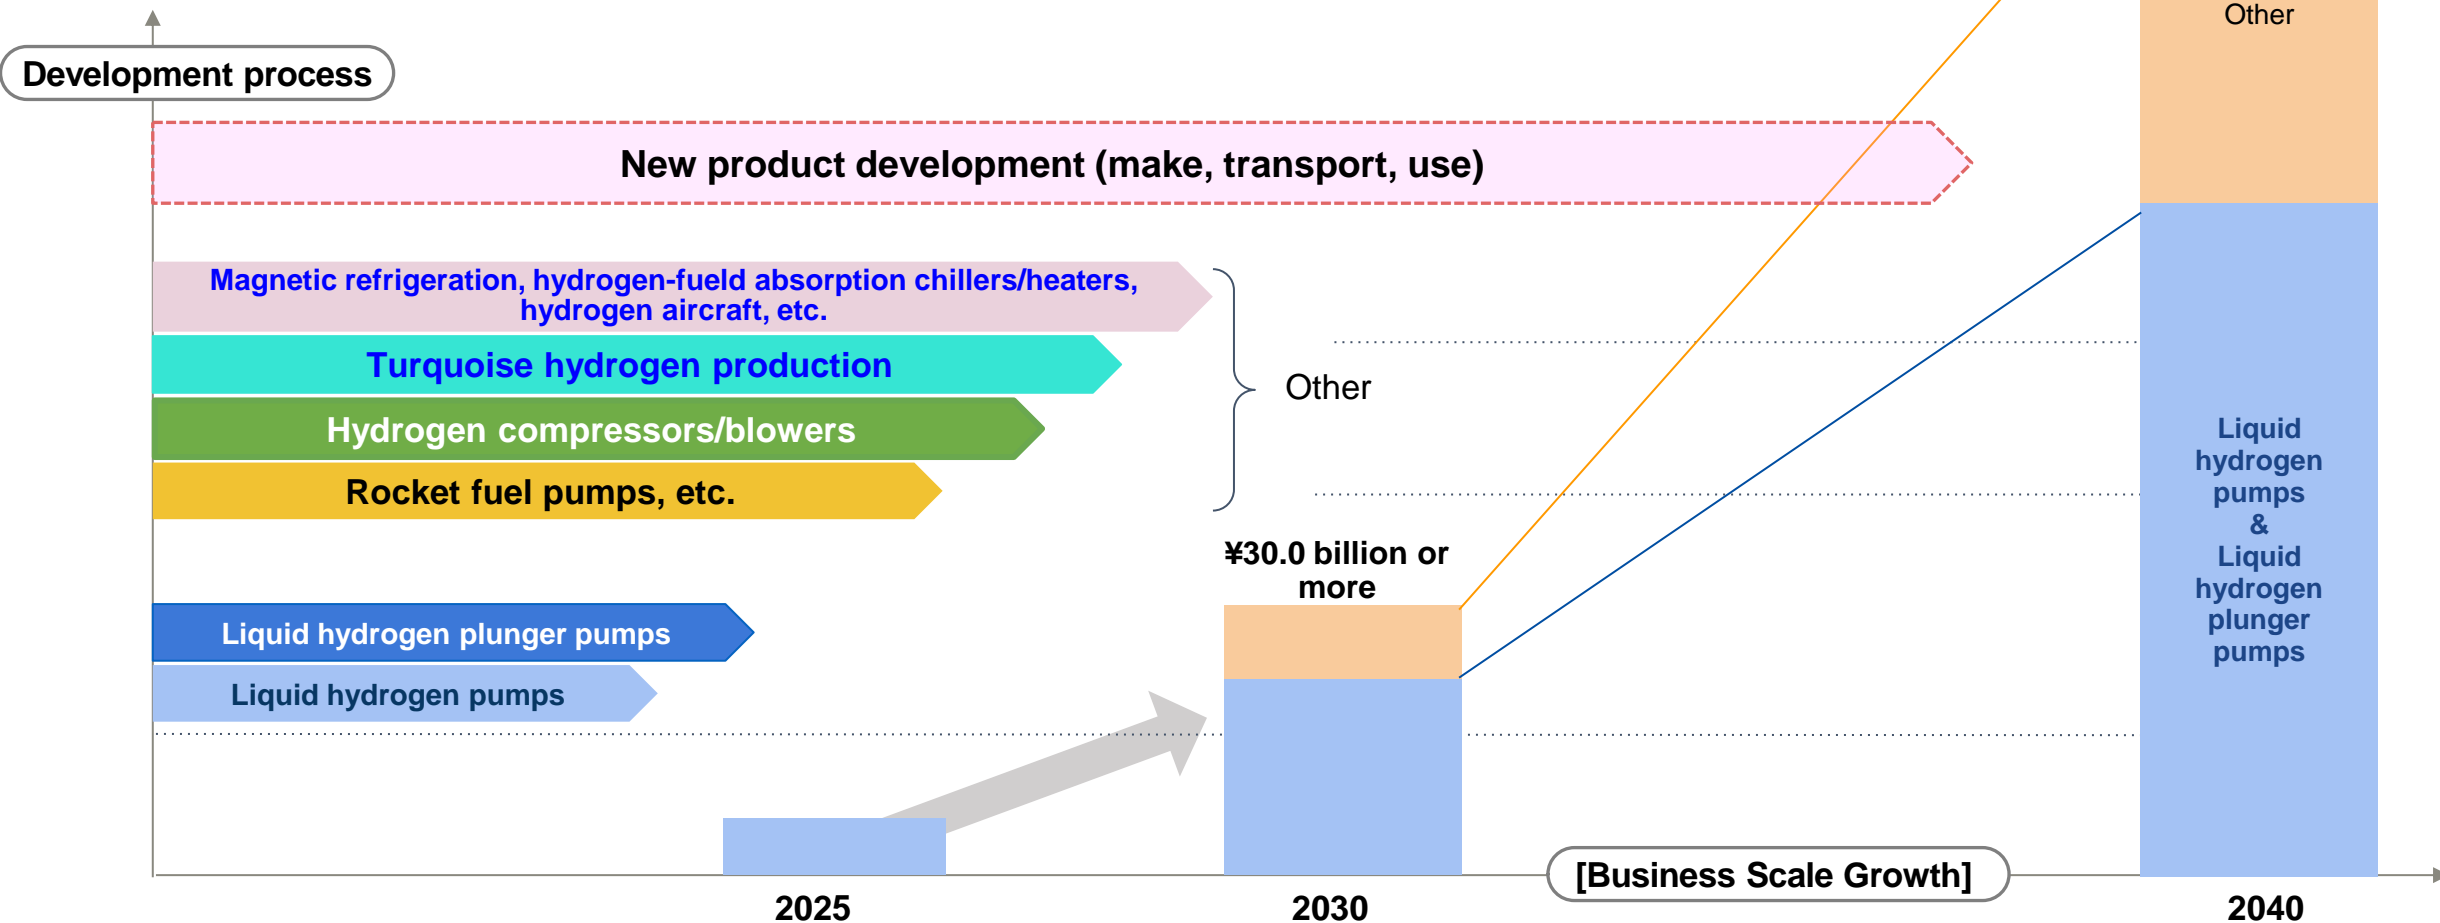 Other
Development process
New product development (make, transport, use)
Magnetic refrigeration, hydrogen-fueld absorption chillers/heaters,
hydrogen aircraft, etc.
Turquoise hydrogen production
Other
Hydrogen compressors/blowers
Rocket fuel pumps, etc.
Liquid
hydrogen
pumps
&
Liquid
hydrogen
plunger
pumps
¥30.0 billion or
more
Liquid hydrogen plunger pumps
Liquid hydrogen pumps
[Business Scale Growth]
2025
2030
2040